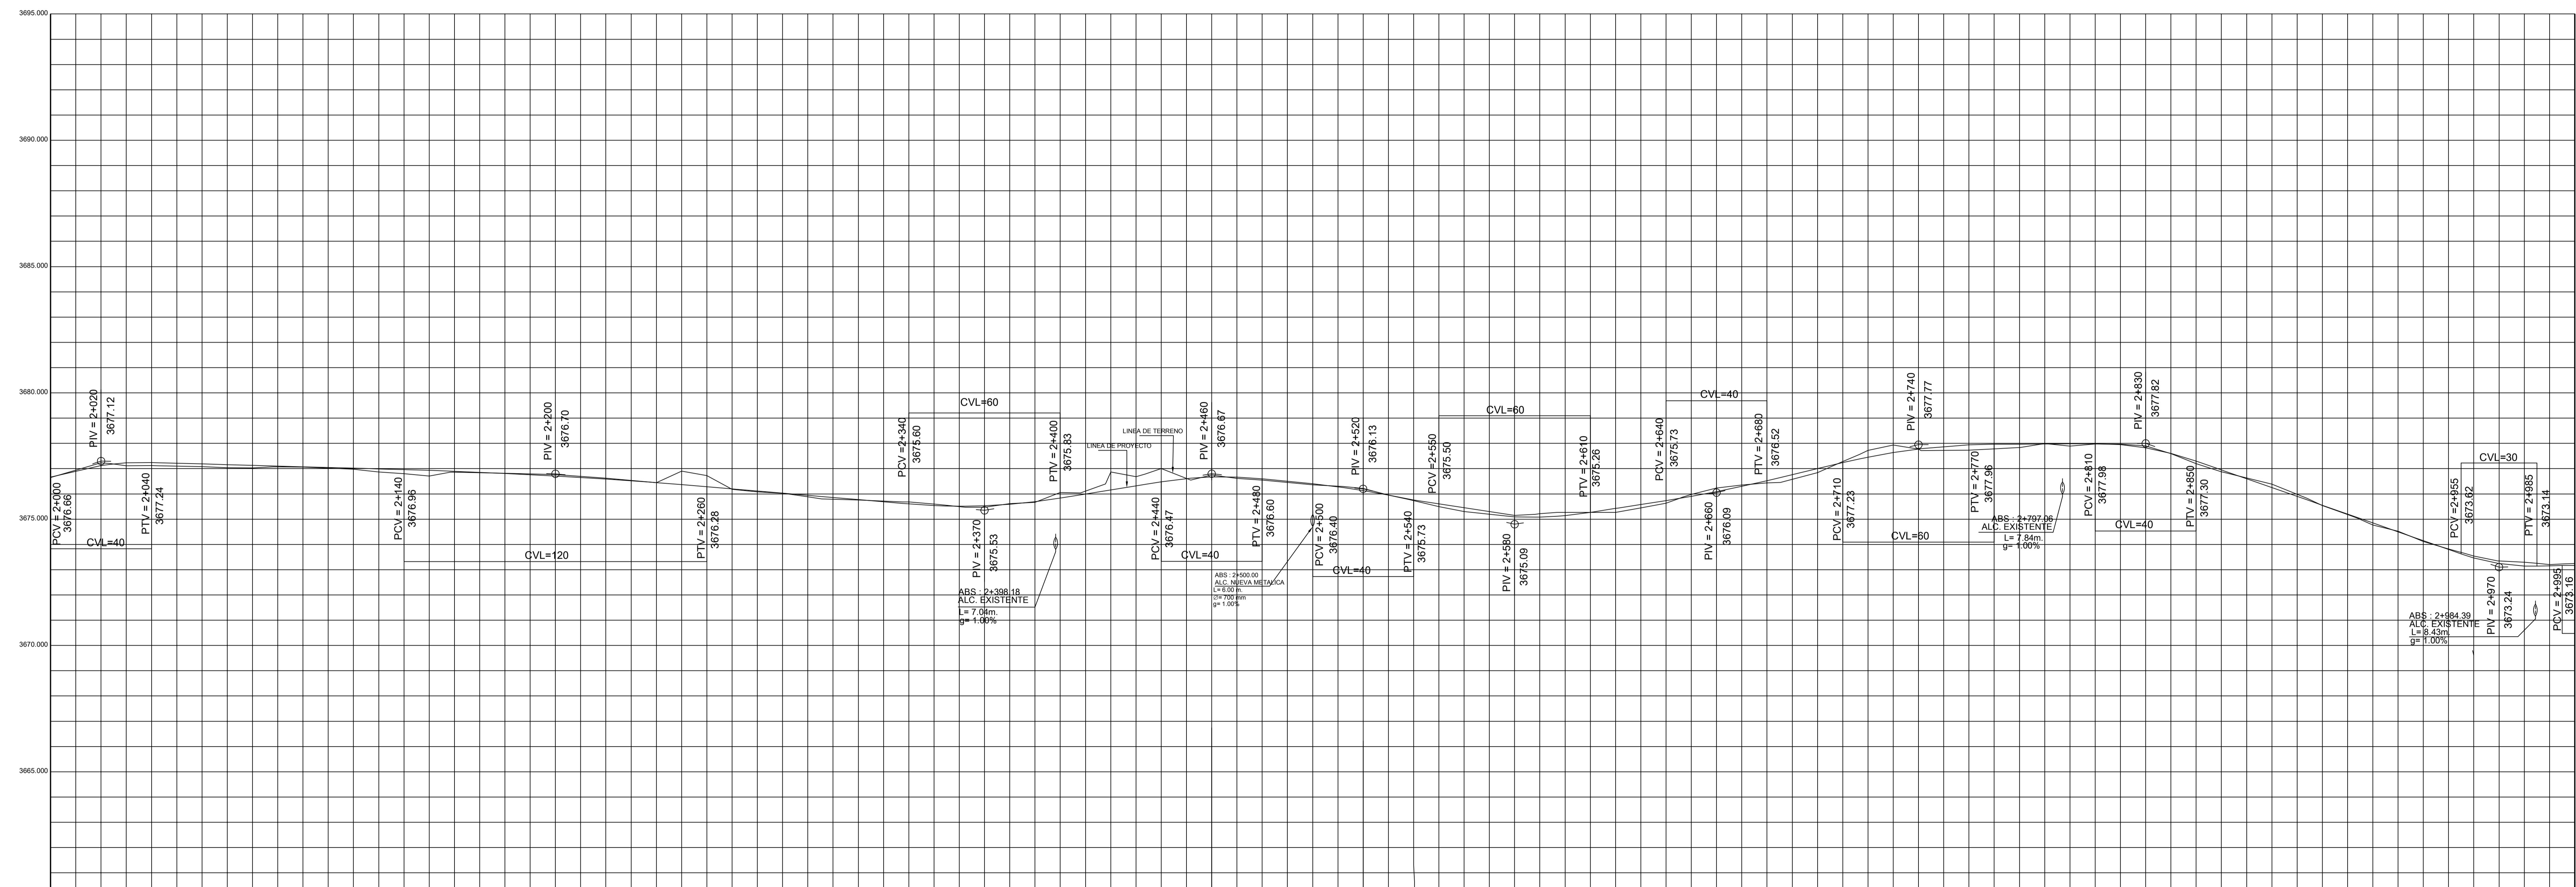 3695.000
3690.000
3685.000
3680.000
3675.000
3670.000
3665.000
PCV = 2+000
3676.66
CVL=40
PIV = 2+020
3677.12
PTV = 2+040
3677.24
PCV = 2+140
3676.96
CVL=120
PIV = 2+200
3676.70
PTV = 2+260
3676.28
PCV = 2+340
3675.60
CVL=60
PIV = 2+370
3675.53
ABS : 2+398.18
ALC. EXISTENTE
L= 7.04m.
g= 1.00%
PTV = 2+400
3675.83
LINEA DE PROYECTO
LINEA DE TERRENO
PCV = 2+440
3676.47
CVL=40
PIV = 2+460
3676.67
PTV = 2+480
3676.60
ABS : 2+500.00
ALC. NUEVA METALICA
L= 6.00 m.
∅= 700 mm
g= 1.00%
PCV = 2+500
3676.40
CVL=40
PIV = 2+520
3676.13
PTV = 2+540
3675.73
PCV =2+550
3675.50
CVL=60
PIV = 2+580
3675.09
PTV = 2+610
3675.26
PCV = 2+640
3675.73
CVL=40
PIV = 2+660
3676.09
PTV = 2+680
3676.52
PCV = 2+710
3677.23
CVL=60
PIV = 2+740
3677.77
PTV = 2+770
3677.96
ABS : 2+797.06
ALC. EXISTENTE
L= 7.84m.
g= 1.00%
PCV = 2+810
3677.98
CVL=40
PIV = 2+830
3677.82
PTV = 2+850
3677.30
PCV =2+955
3673.62
CVL=30
PIV = 2+970
3673.24
PTV = 2+985
3673.14
ABS : 2+984.39
ALC. EXISTENTE
L= 8.43m.
g= 1.00%
PCV = 2+995
3673.16